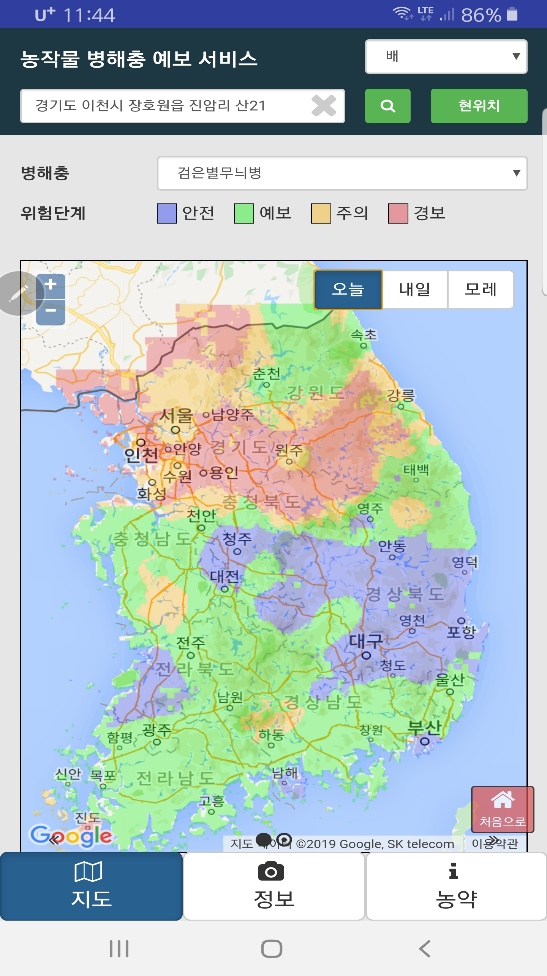 U+ 11:44 LTE 86%
농작물 병해충 예보 서비스 배
경기도 이천시 장호원읍 진암리 산21 현위치
병해충 검은별무늬병
위험단계 안전 예보 주의 경보
+ 오늘 내일 모레
−
속초
춘천 강원도 강릉
서울 남양주
인천 안양 경기도 원주
수원 용인 태백
화성 충청북도
천안 영주
충청남도 청주 안동
대전 영덕
경상북도
영천
전주 대구 포항
전라북도 청도
남원 울산
경상남도
함평 광주 하동 창원 부산
신안 목포 남해
전라남도
고흥
진도 처음으로
Google 지도 ©2019 Google, SK telecom 이용약관
지도 정보 농약